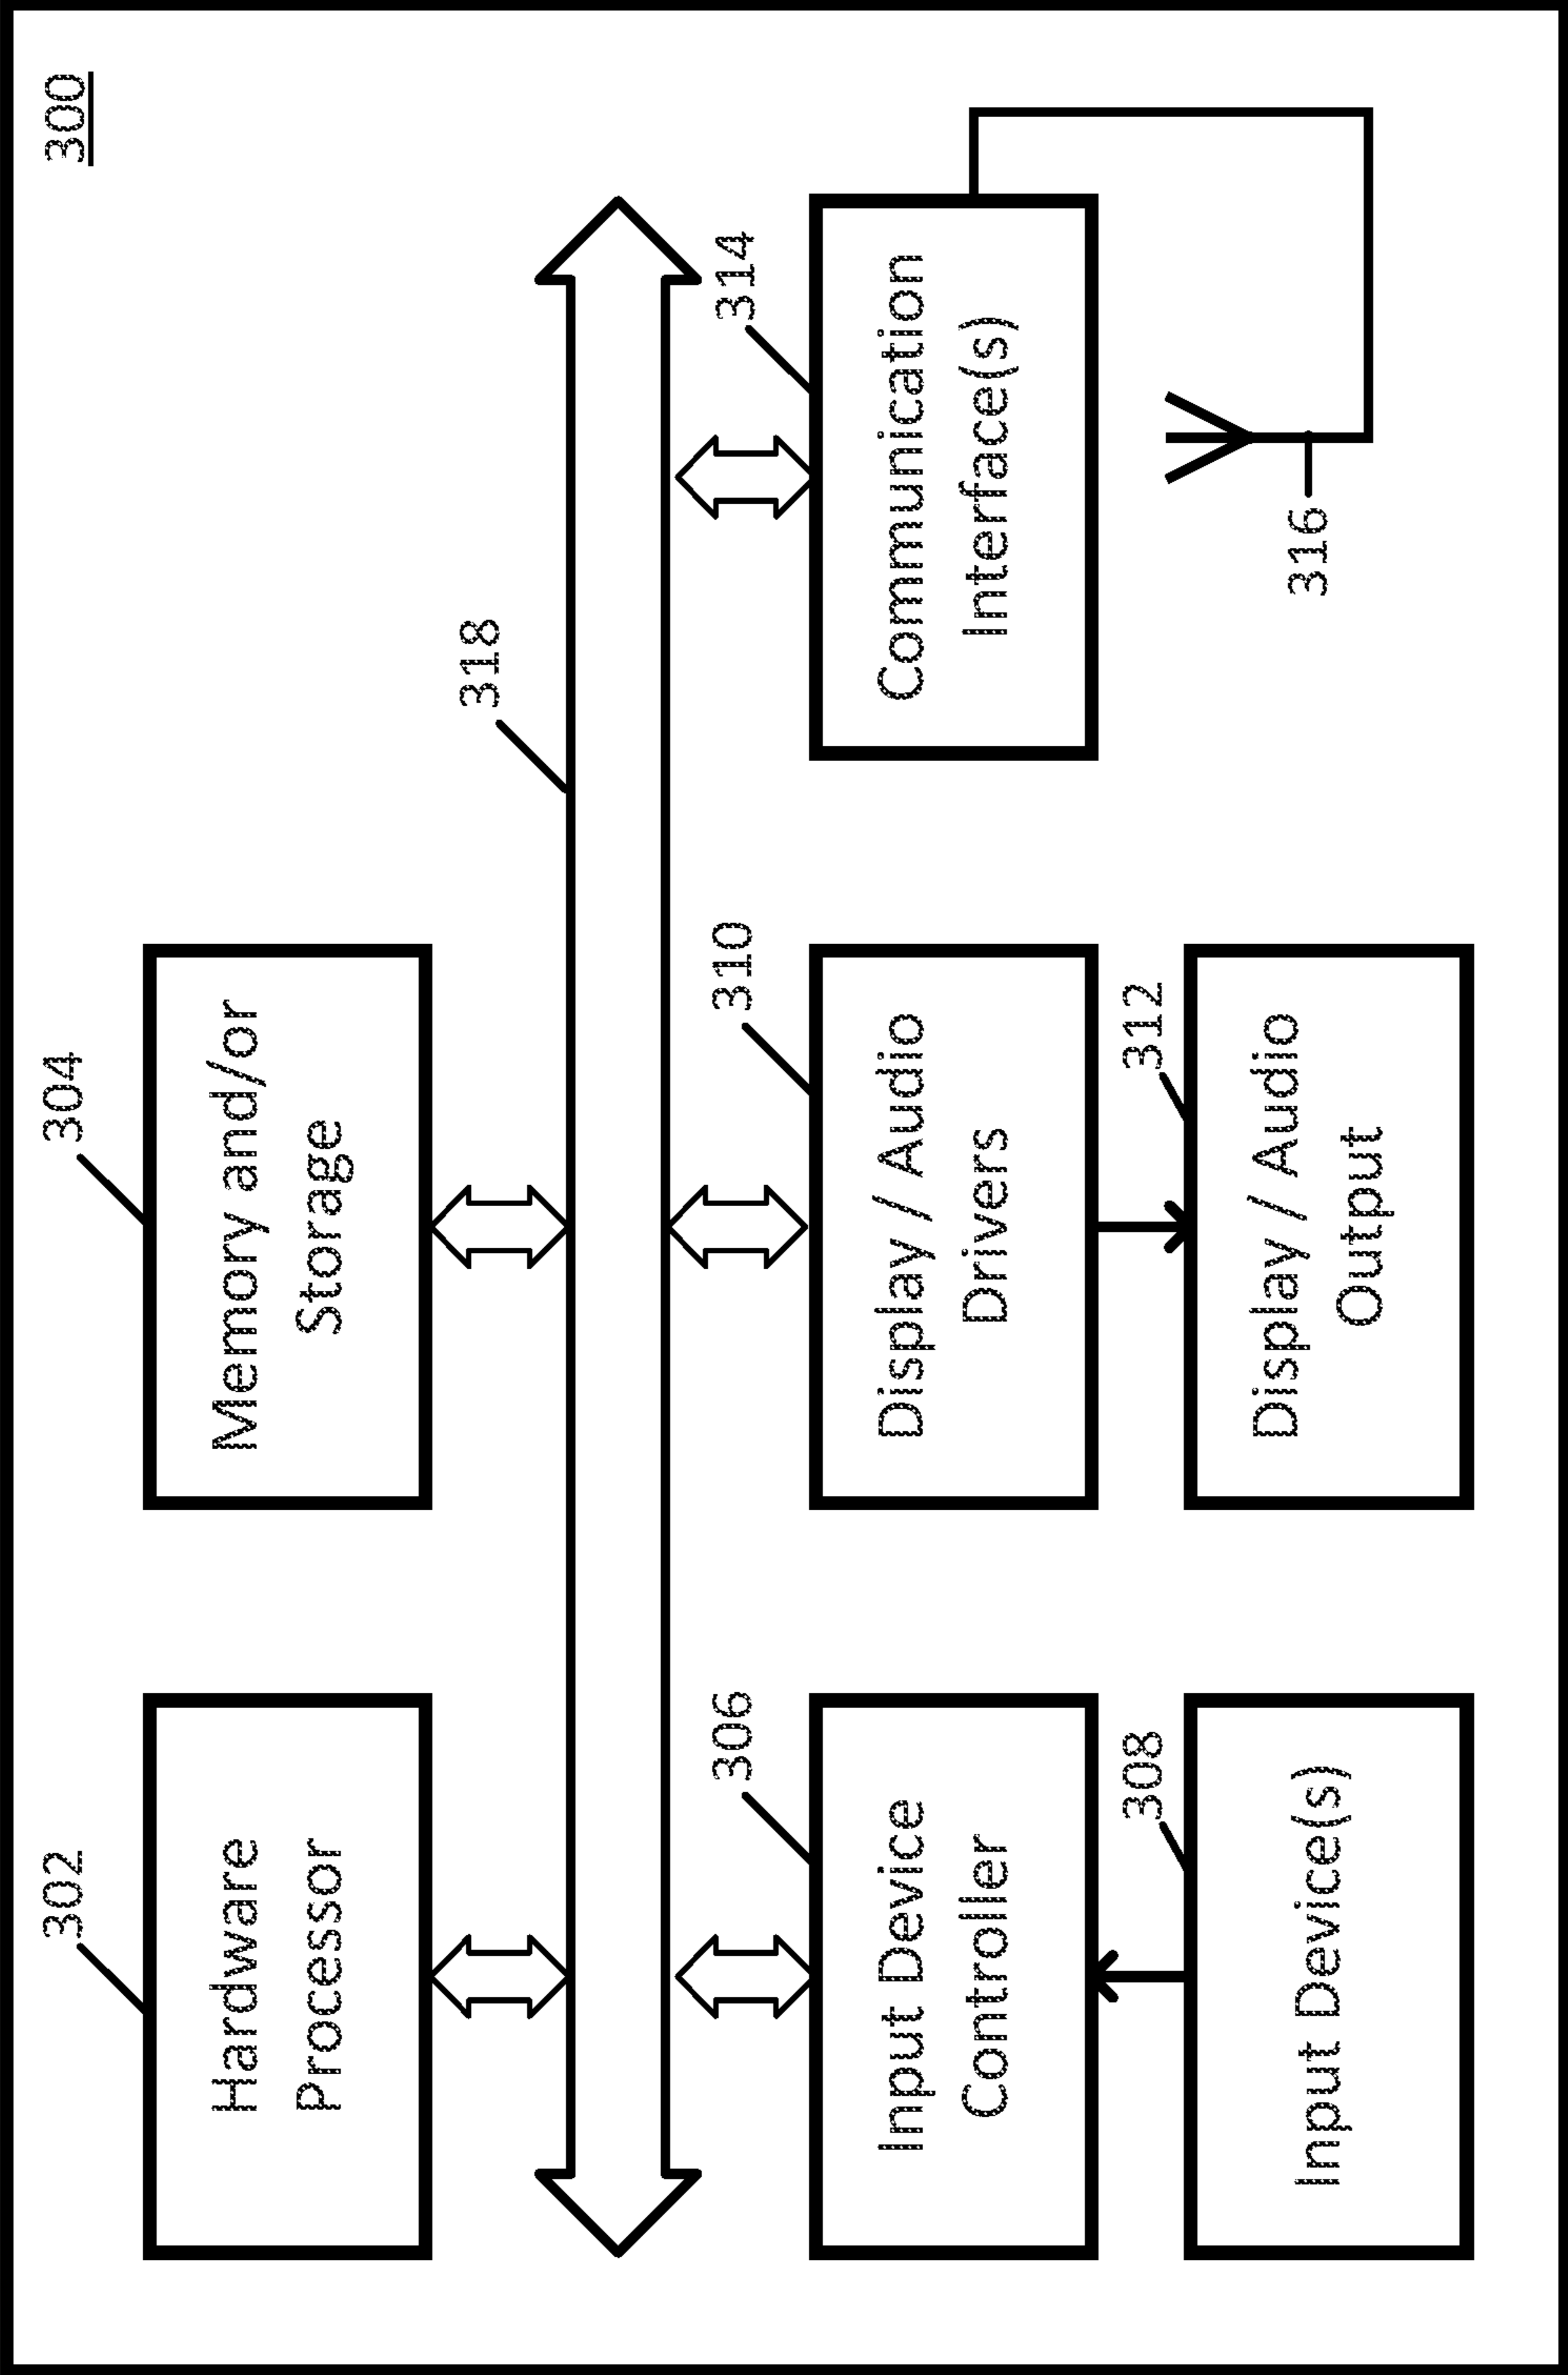 300
302
Hardware
Processor
304
Memory and/or
Storage
318
306
Input Device
Controller
310
Display / Audio
Drivers
314
Communication
Interface(s)
308
Input Device(s)
312
Display / Audio
Output
316